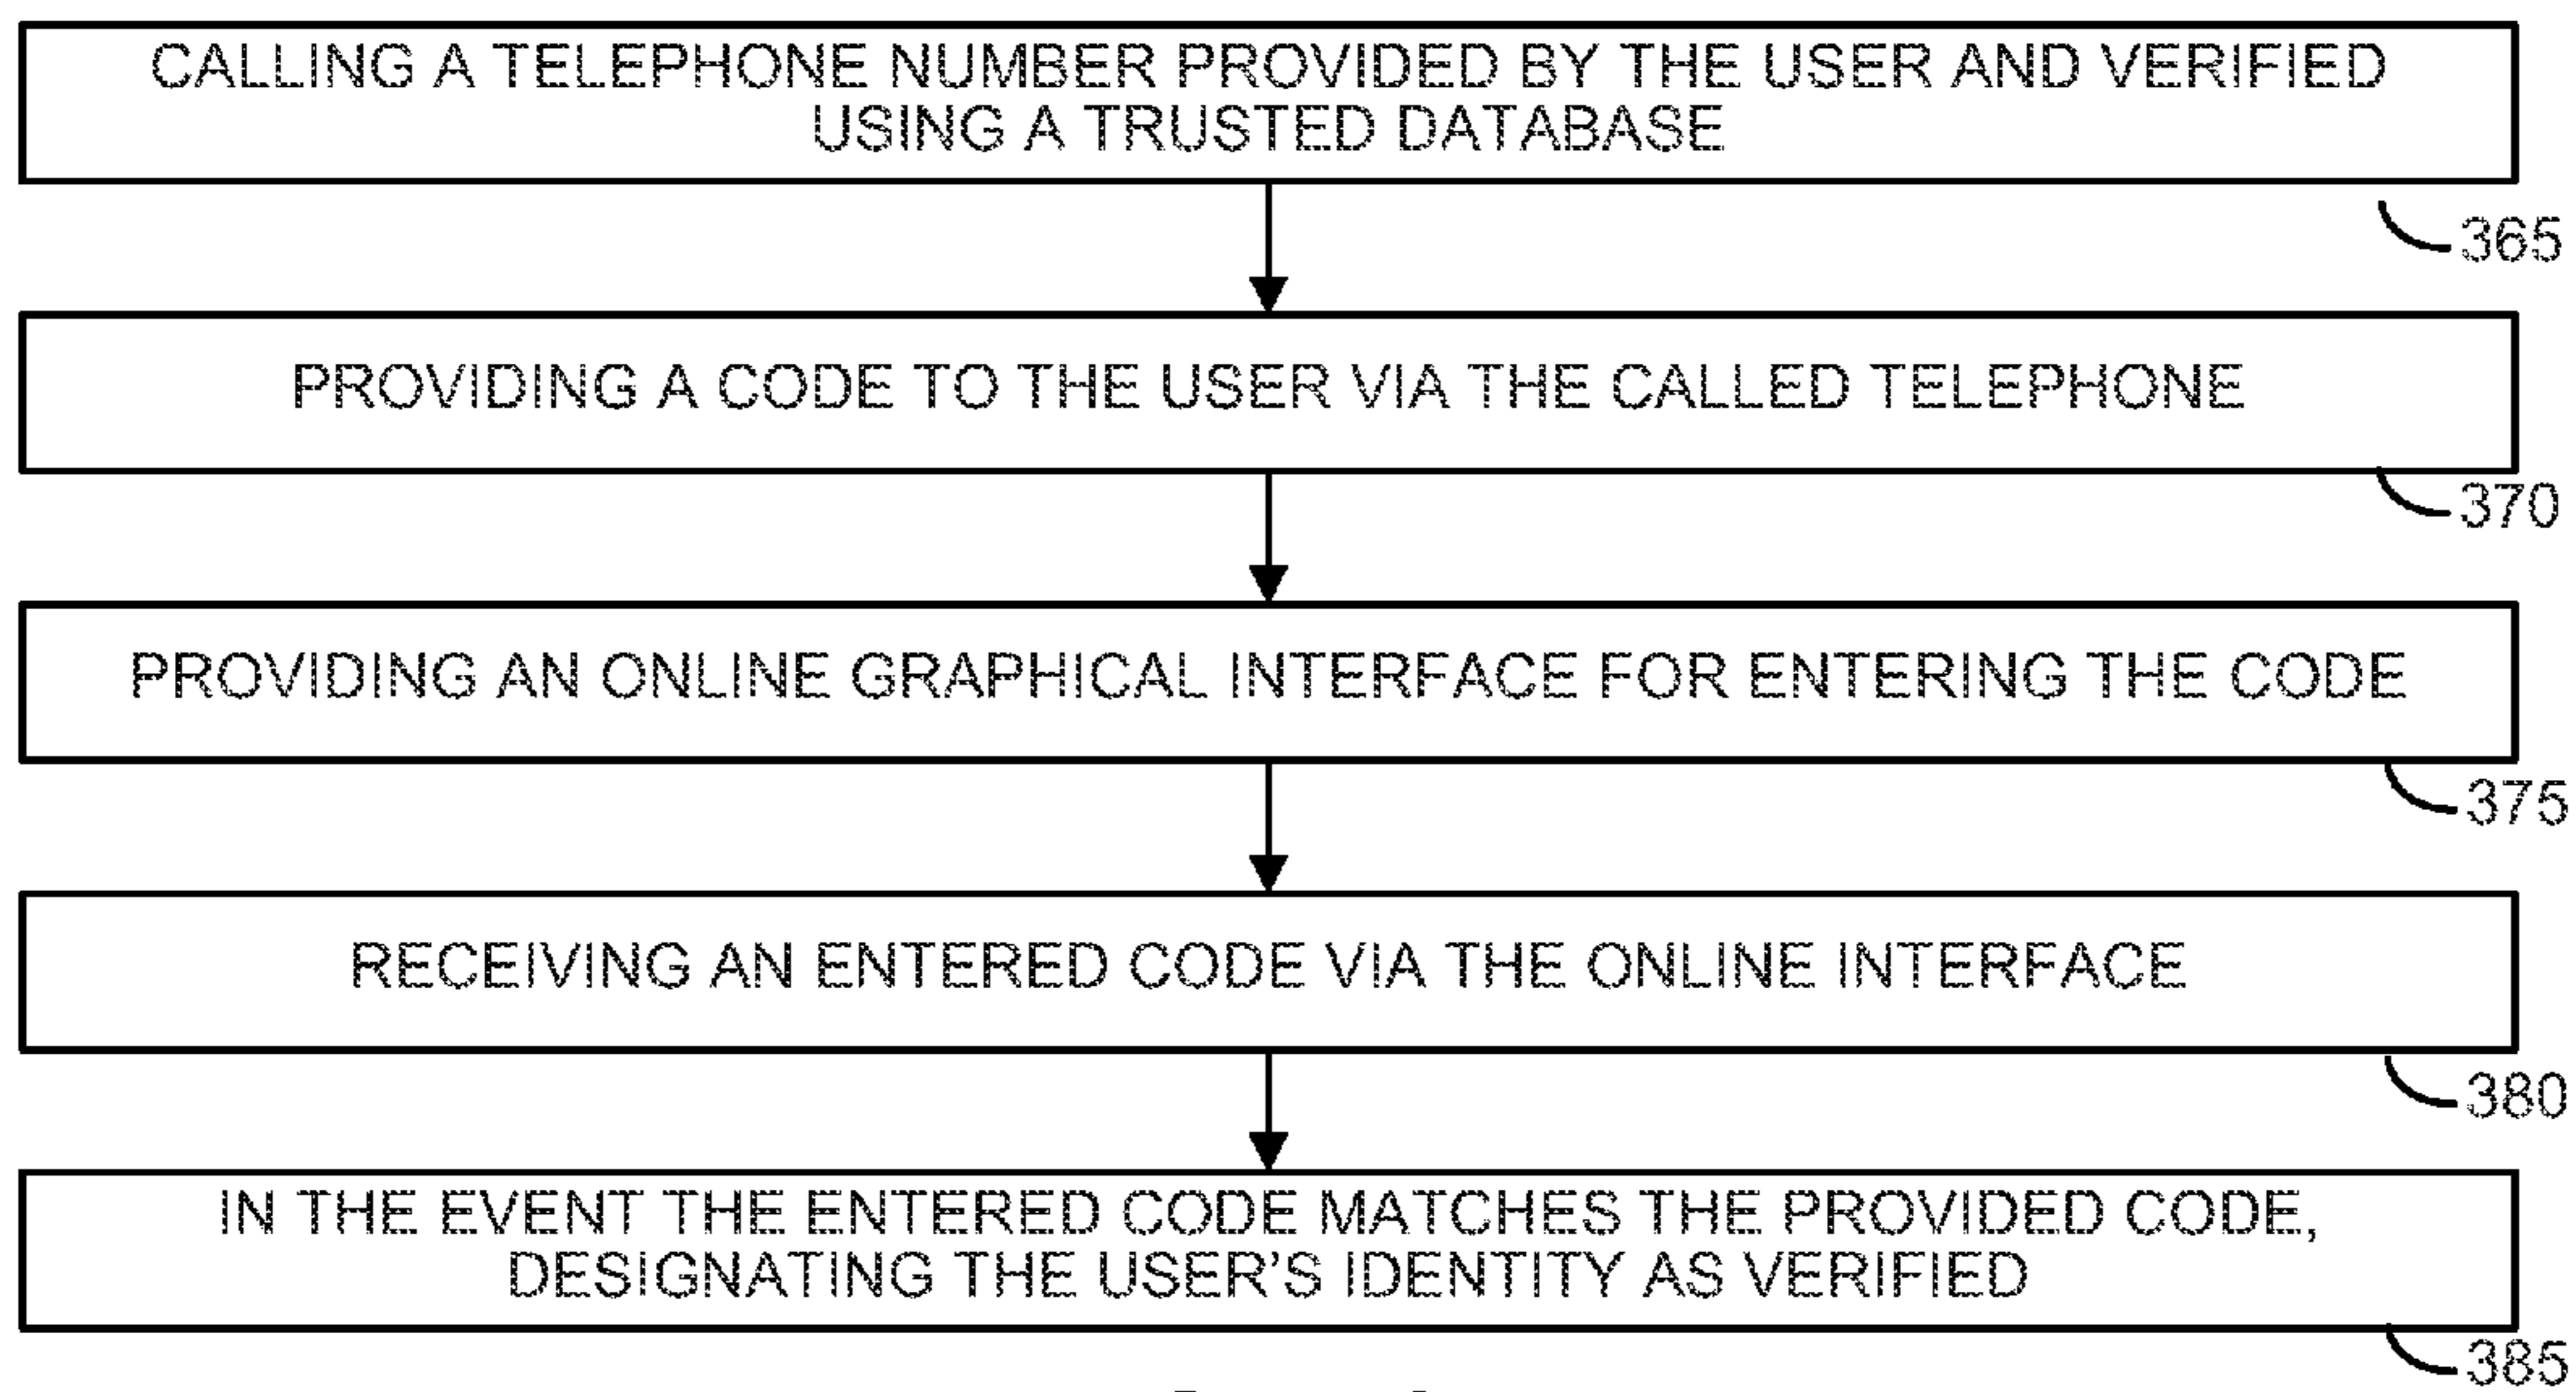 CALLING A TELEPHONE NUMBER PROVIDED BY THE USER AND VERIFIED
USING A TRUSTED DATABASE
365
PROVIDING A CODE TO THE USER VIA THE CALLED TELEPHONE
370
PROVIDING AN ONLINE GRAPHICAL INTERFACE FOR ENTERING THE CODE
375
RECEIVING AN ENTERED CODE VIA THE ONLINE INTERFACE
380
IN THE EVENT THE ENTERED CODE MATCHES THE PROVIDED CODE,
DESIGNATING THE USER'S IDENTITY AS VERIFIED
385